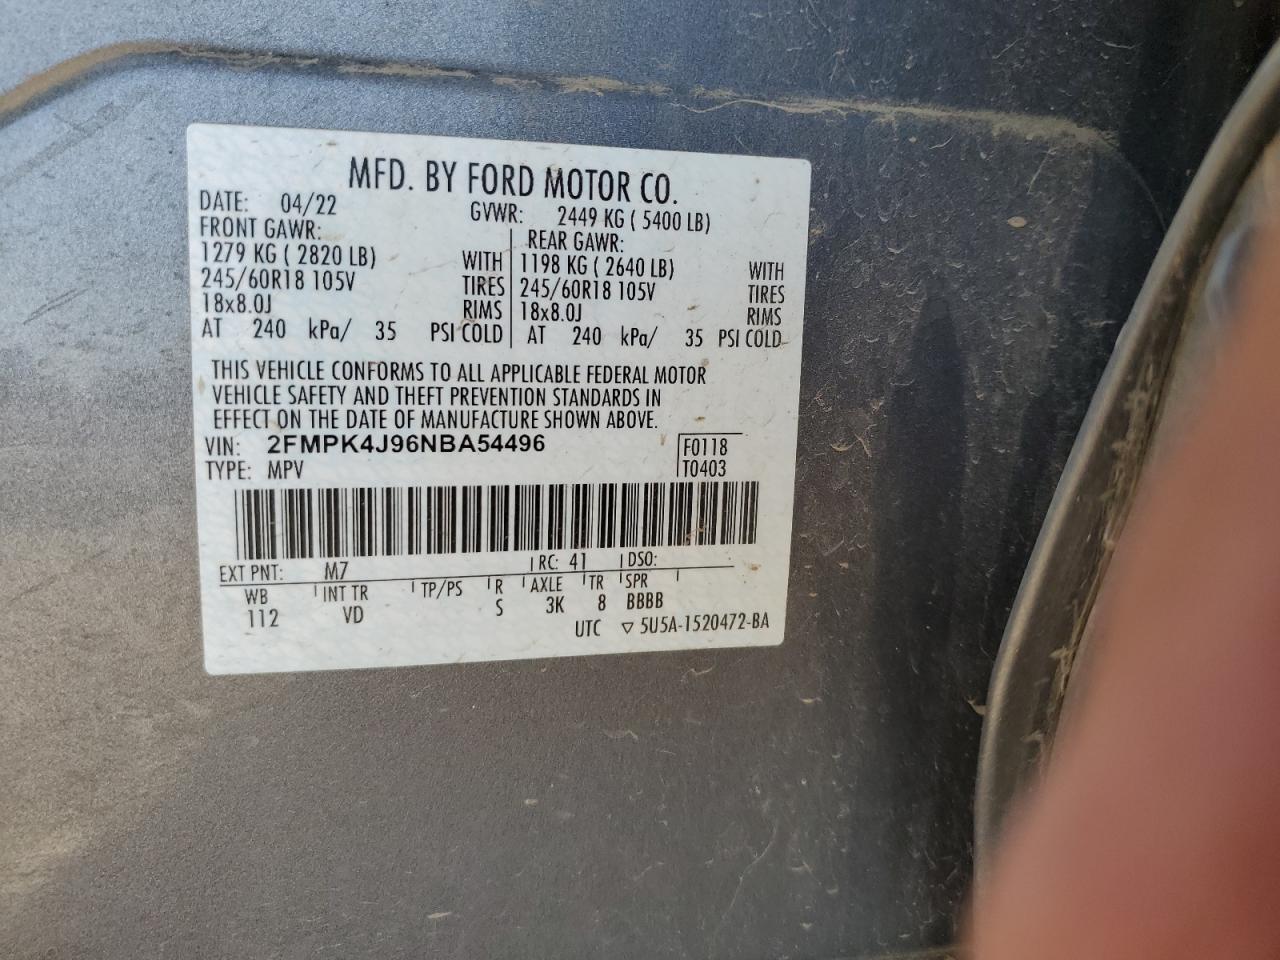 MFD. BY FORD MOTOR CO.
DATE: 04/22 GVWR: 2449 KG ( 5400 LB)
FRONT GAWR: REAR GAWR:
1279 KG ( 2820 LB) WITH 1198 KG ( 2640 LB) WITH
245/60R18 105V TIRES 245/60R18 105V TIRES
18x8.0J RIMS 18x8.0J RIMS
AT 240 kPa/ 35 PSI COLD AT 240 kPa/ 35 PSI COLD
THIS VEHICLE CONFORMS TO ALL APPLICABLE FEDERAL MOTOR
VEHICLE SAFETY AND THEFT PREVENTION STANDARDS IN
EFFECT ON THE DATE OF MANUFACTURE SHOWN ABOVE.
VIN: 2FMPK4J96NBA54496 F0118
TYPE: MPV T0403
EXT PNT: M7 RC: 41 DSO:
WB INT TR TP/PS R AXLE TR SPR
112 VD S 3K 8 BBBB
UTC ▽ 5U5A-1520472-BA